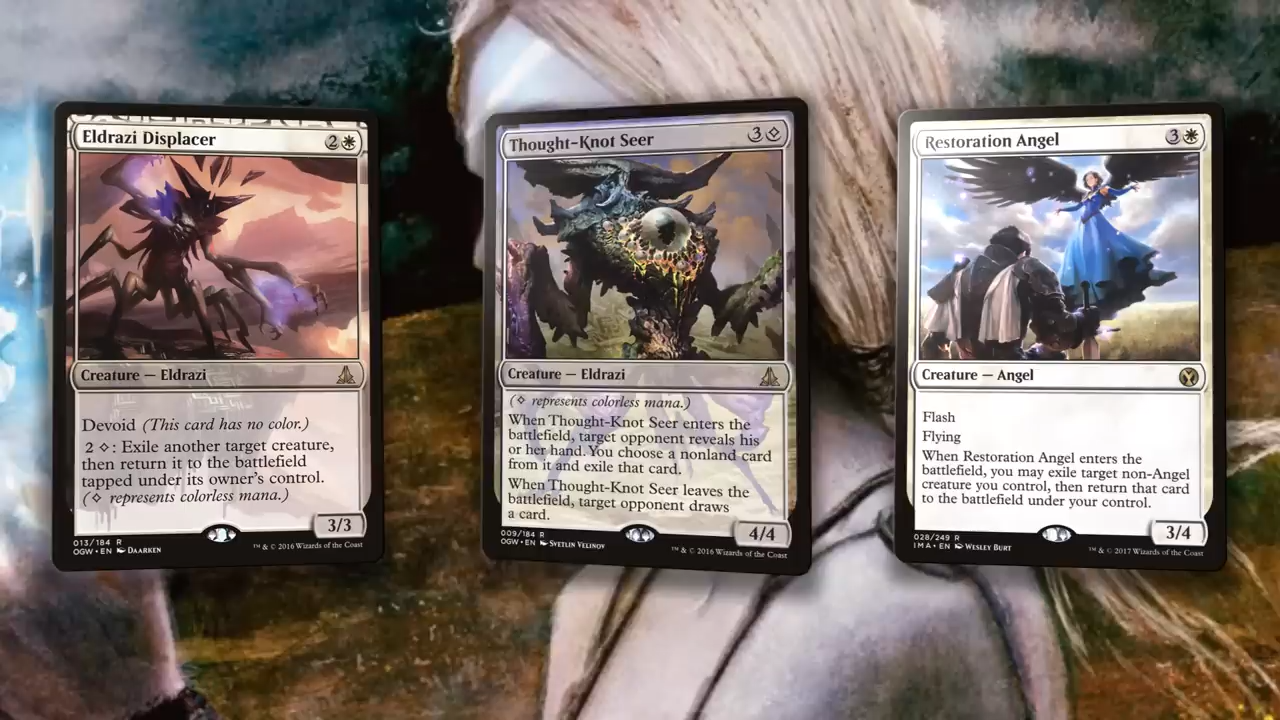 Eldrazi Displacer
2
Creature — Eldrazi
Devoid (This card has no color.)
2 ◇: Exile another target creature,
then return it to the battlefield
tapped under its owner's control.
(◇ represents colorless mana.)
3/3
013/184 R
OGW • EN Daarken
™ & © 2016 Wizards of the Coast
Thought-Knot Seer
3◇
Creature — Eldrazi
(◇ represents colorless mana.)
When Thought-Knot Seer enters the
battlefield, target opponent reveals his
or her hand. You choose a nonland card
from it and exile that card.
When Thought-Knot Seer leaves the
battlefield, target opponent draws
a card.
4/4
009/184 R
OGW • EN Svetlin Velinov
™ & © 2016 Wizards of the Coast
Restoration Angel
3
Creature — Angel
Flash
Flying
When Restoration Angel enters the
battlefield, you may exile target non-Angel
creature you control, then return that card
to the battlefield under your control.
3/4
028/249 R
IMA • EN Wesley Burt
™ & © 2017 Wizards of the Coast